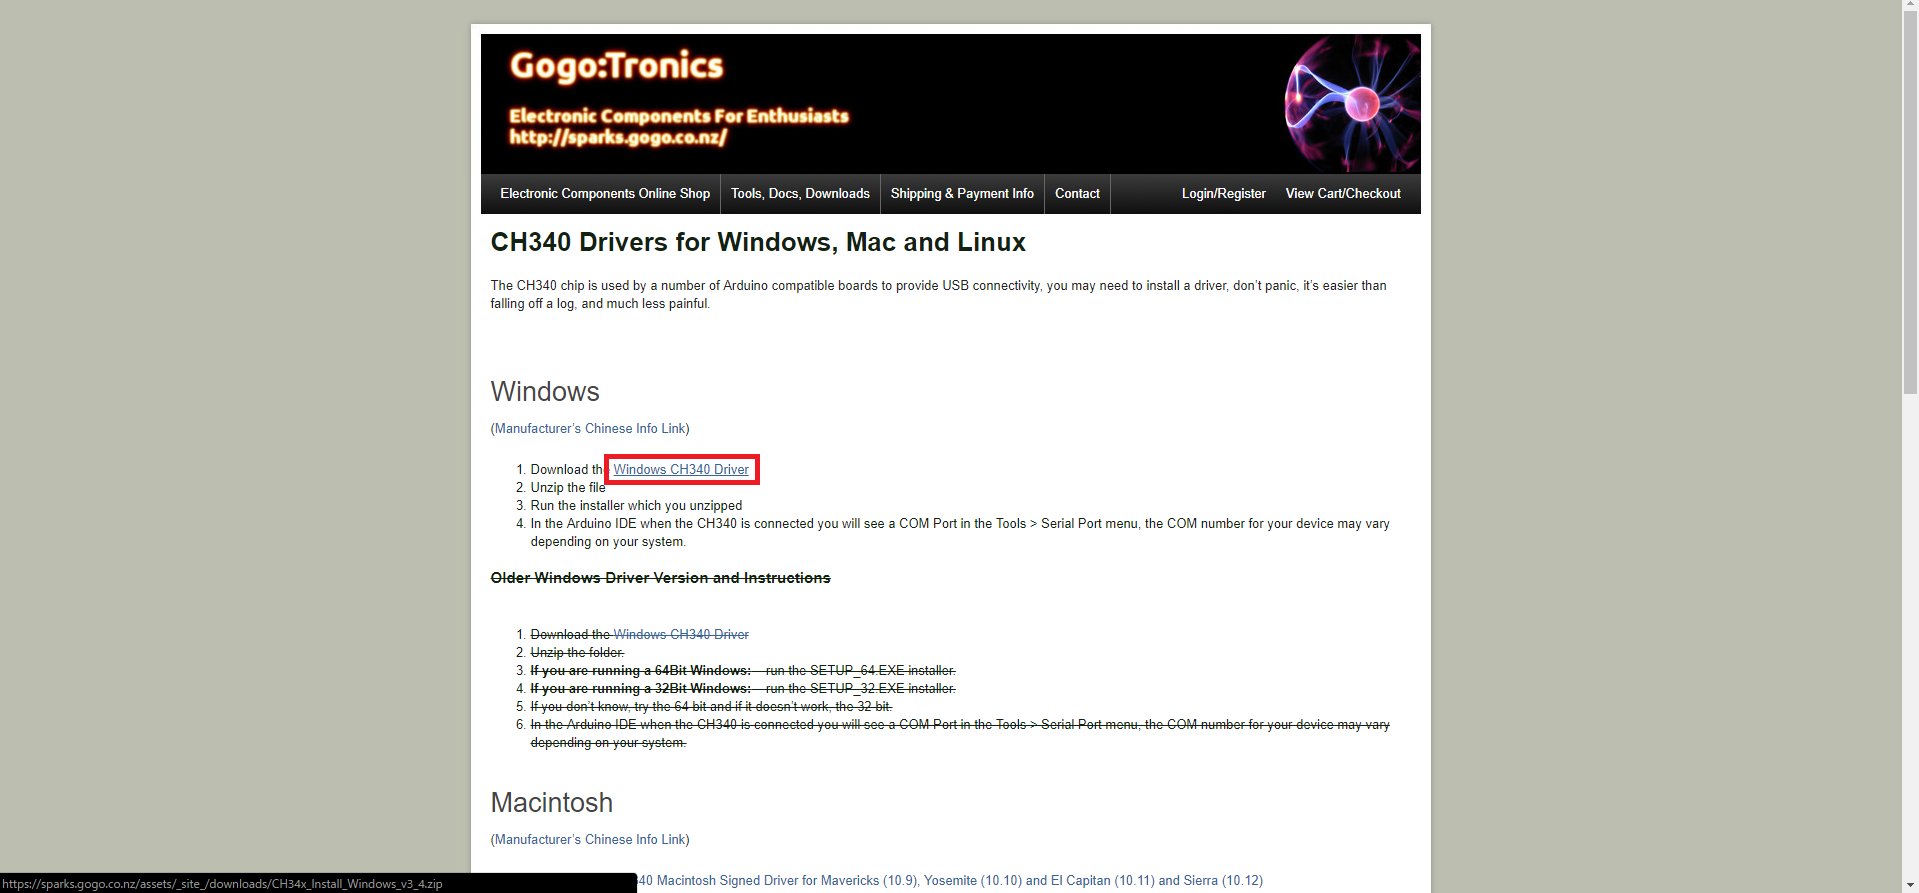 Gogo:Tronics
Electronic Components For Enthusiasts
http://sparks.gogo.co.nz/
Electronic Components Online Shop Tools, Docs, Downloads Shipping & Payment Info Contact Login/Register View Cart/Checkout
CH340 Drivers for Windows, Mac and Linux
The CH340 chip is used by a number of Arduino compatible boards to provide USB connectivity, you may need to install a driver, don’t panic, it’s easier than
falling off a log, and much less painful.
Windows
(Manufacturer’s Chinese Info Link)
1. Download the Windows CH340 Driver
2. Unzip the file
3. Run the installer which you unzipped
4. In the Arduino IDE when the CH340 is connected you will see a COM Port in the Tools > Serial Port menu, the COM number for your device may vary
depending on your system.
Older Windows Driver Version and Instructions
1. Download the Windows CH340 Driver
2. Unzip the folder.
3. If you are running a 64Bit Windows: run the SETUP_64.EXE installer.
4. If you are running a 32Bit Windows: run the SETUP_32.EXE installer.
5. If you don’t know, try the 64 bit and if it doesn’t work, the 32 bit.
6. In the Arduino IDE when the CH340 is connected you will see a COM Port in the Tools > Serial Port menu, the COM number for your device may vary
depending on your system.
Macintosh
(Manufacturer’s Chinese Info Link)
340 Macintosh Signed Driver for Mavericks (10.9), Yosemite (10.10) and El Capitan (10.11) and Sierra (10.12)
https://sparks.gogo.co.nz/assets/_site_/downloads/CH34x_Install_Windows_v3_4.zip